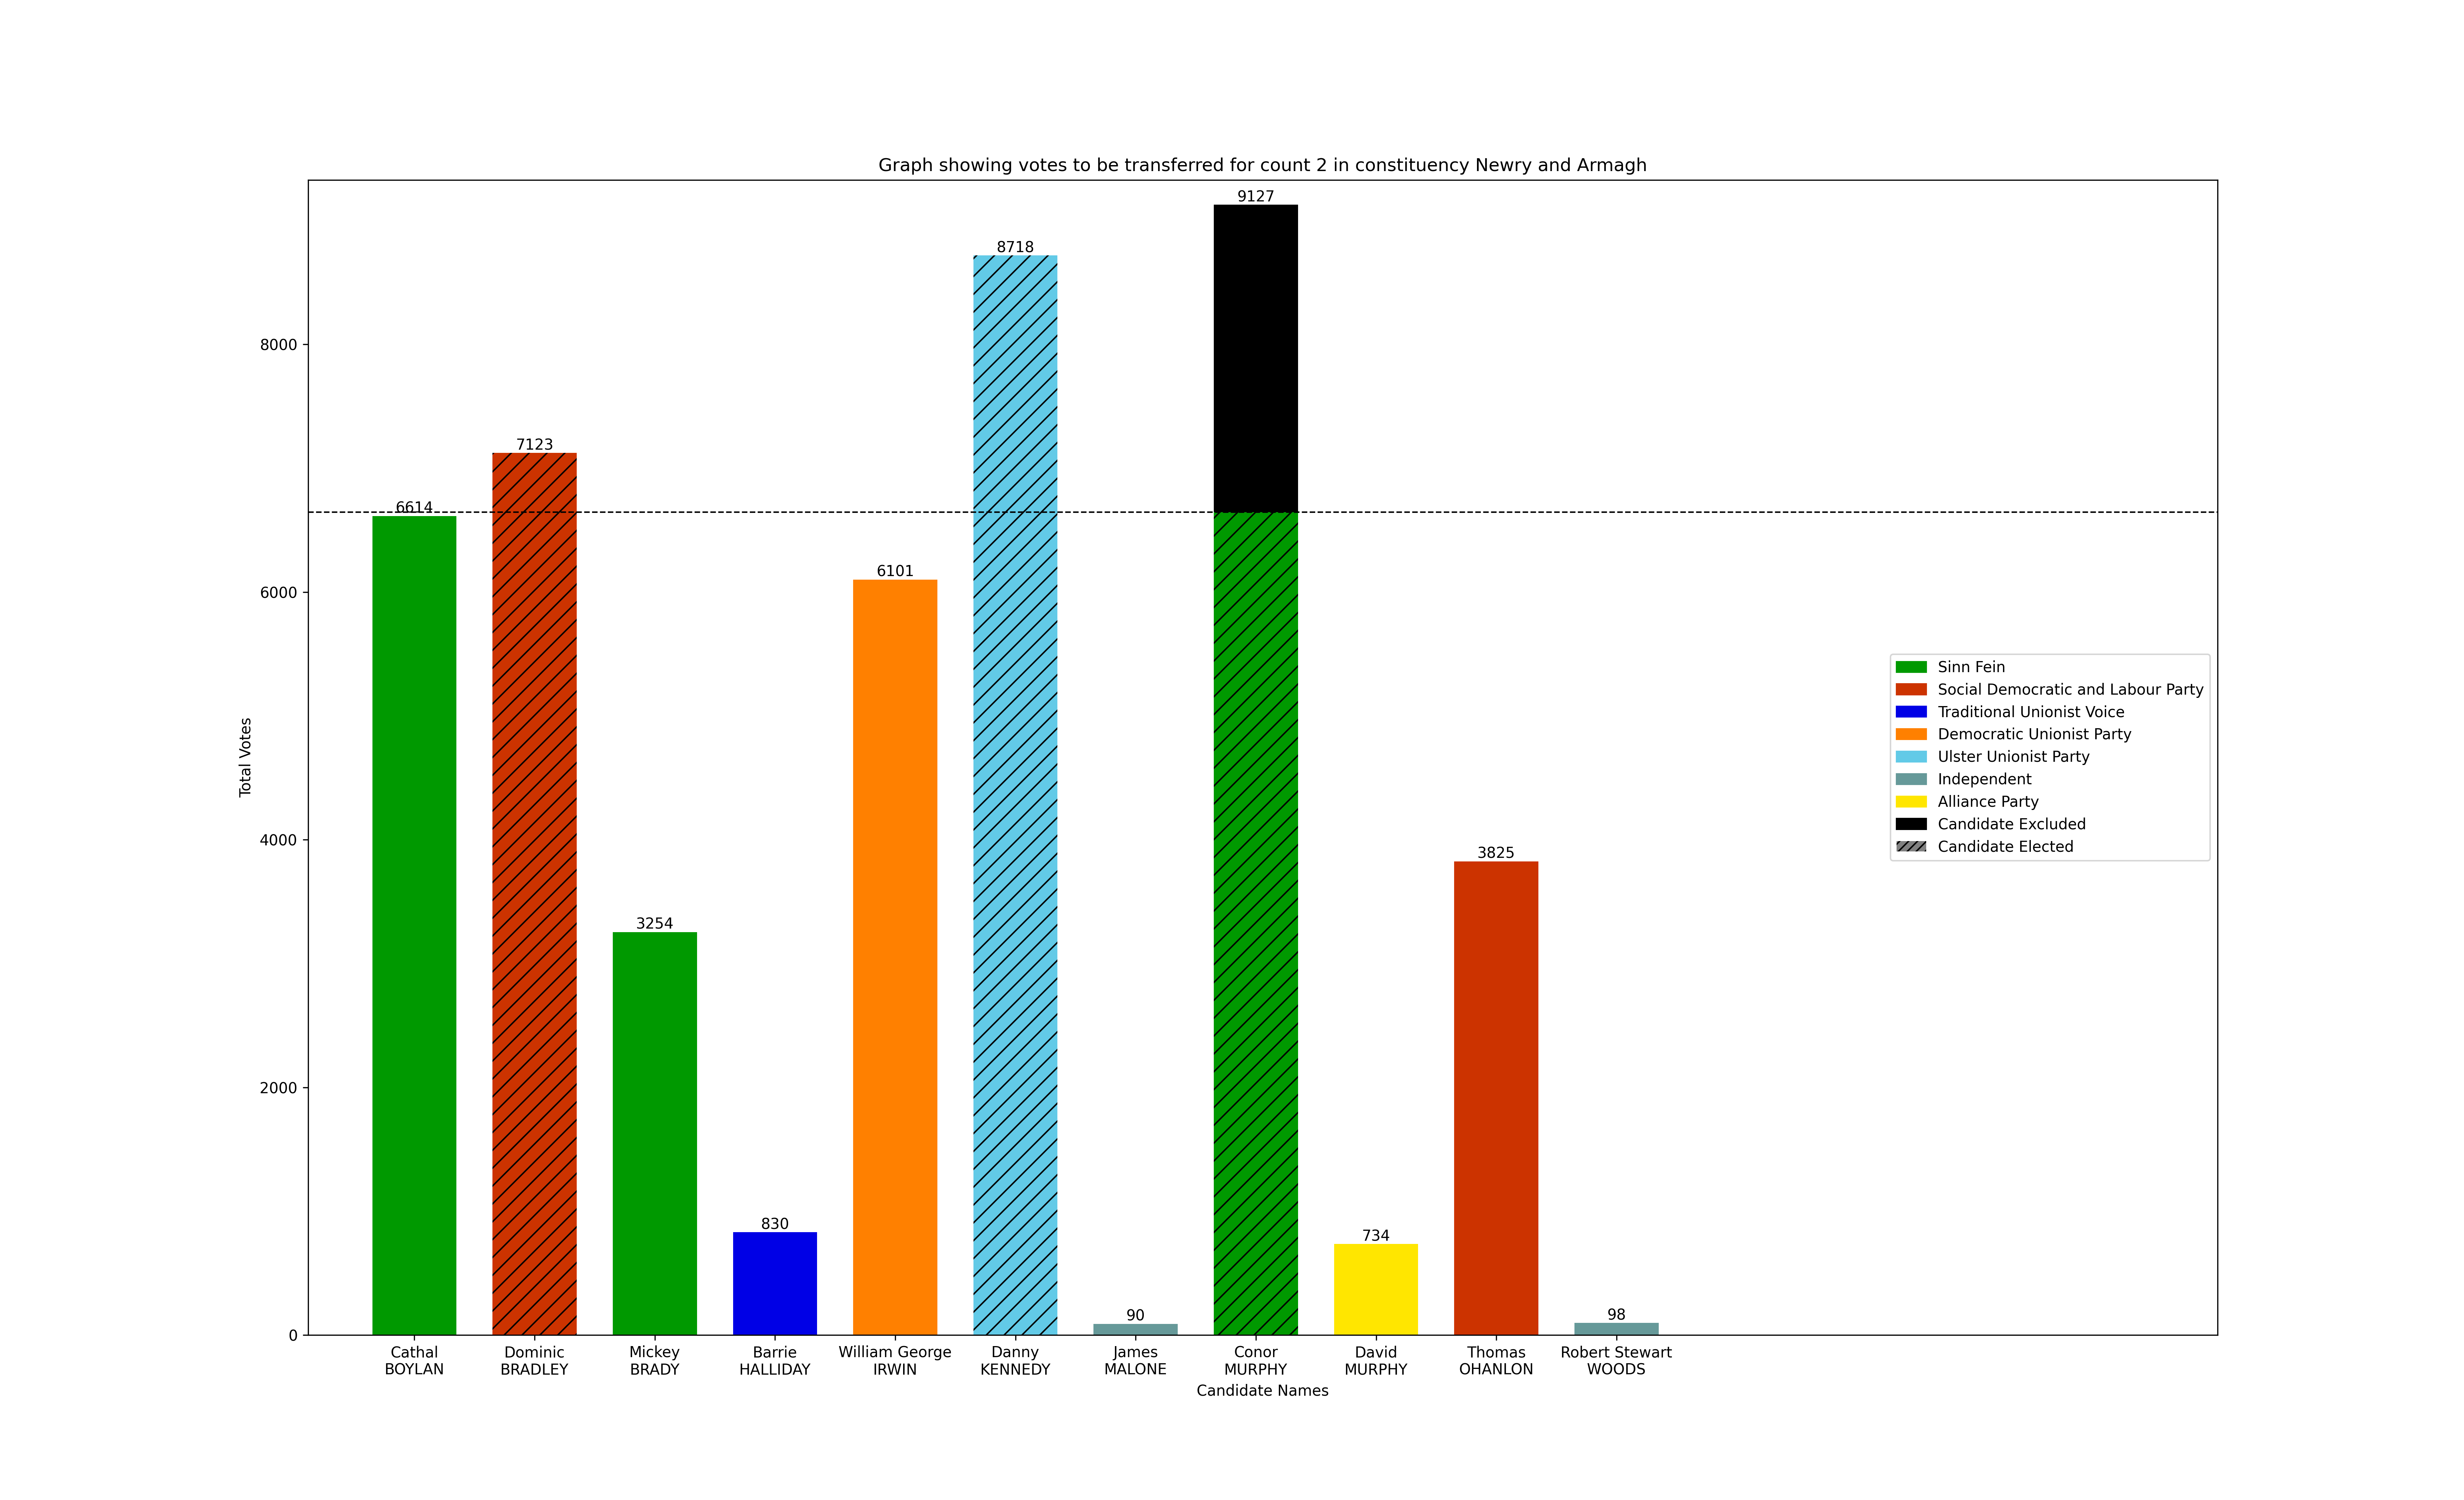 Graph showing votes to be transferred for count 2 in constituency Newry and Armagh
9127
8718
8000
7123
6614
6101
6000
Sinn Fein
Social Democratic and Labour Party
Traditional Unionist Voice
Democratic Unionist Party
Ulster Unionist Party
Independent
Alliance Party
Candidate Excluded
Candidate Elected
Total Votes
4000
3825
3254
2000
830
734
90
98
0
Cathal
BOYLAN
Dominic
BRADLEY
Mickey
BRADY
Barrie
HALLIDAY
William George
IRWIN
Danny
KENNEDY
James
MALONE
Conor
MURPHY
David
MURPHY
Thomas
OHANLON
Robert Stewart
WOODS
Candidate Names